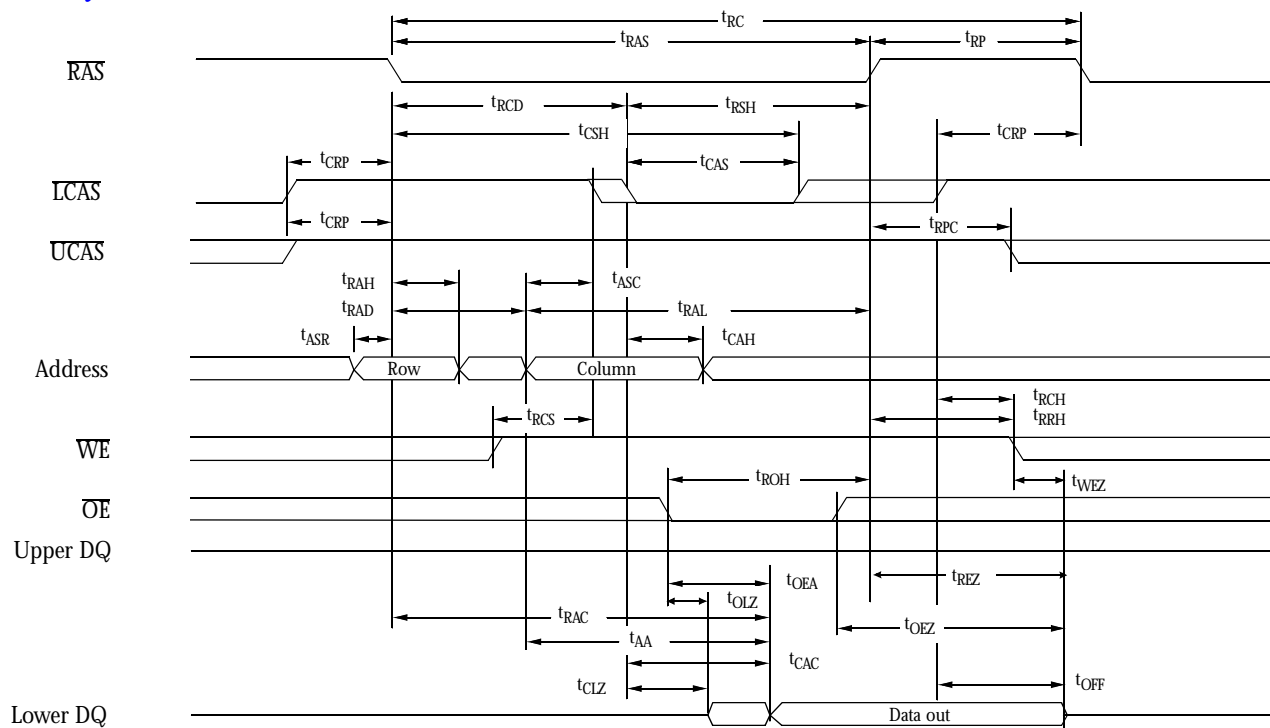 tRC
tRAS tRP
RAS
tRCD tRSH
tCSH
tCRP tCRP
tCAS
LCAS
tCRP
tRPC
UCAS
tRAH tASC
tRAD tRAL
tASR tCAH
Address Row Column
tRCH
tRCS tRRH
WE
tROH tWEZ
OE
Upper DQ
tOEA tREZ
tOLZ
tRAC tOEZ
tAA
tCAC
tCLZ tOFF
Lower DQ Data out